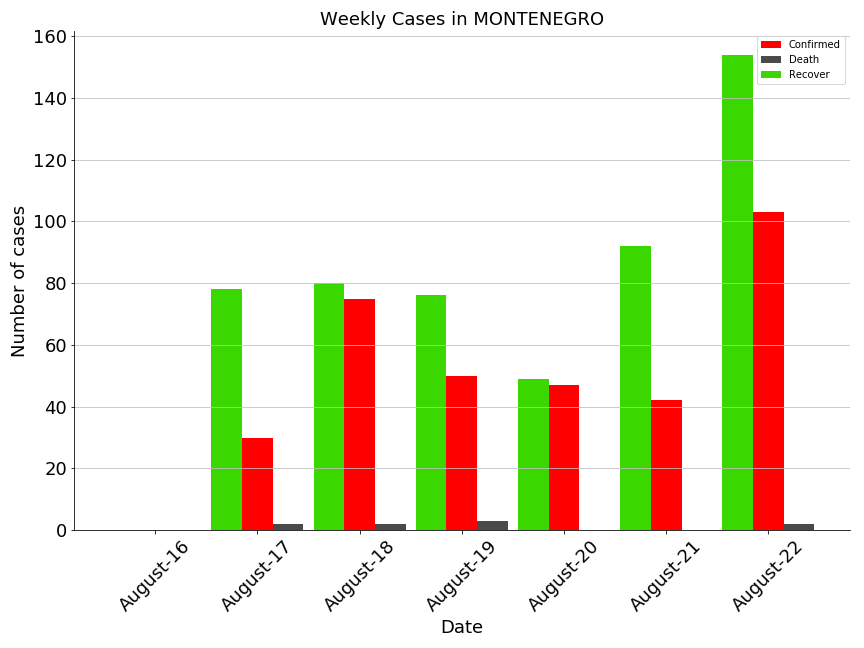 Weekly Cases in MONTENEGRO
Confirmed
Death
Recover
Number of cases
160
140
120
100
80
60
40
20
0
August-16
August-17
August-18
August-19
August-20
August-21
August-22
Date